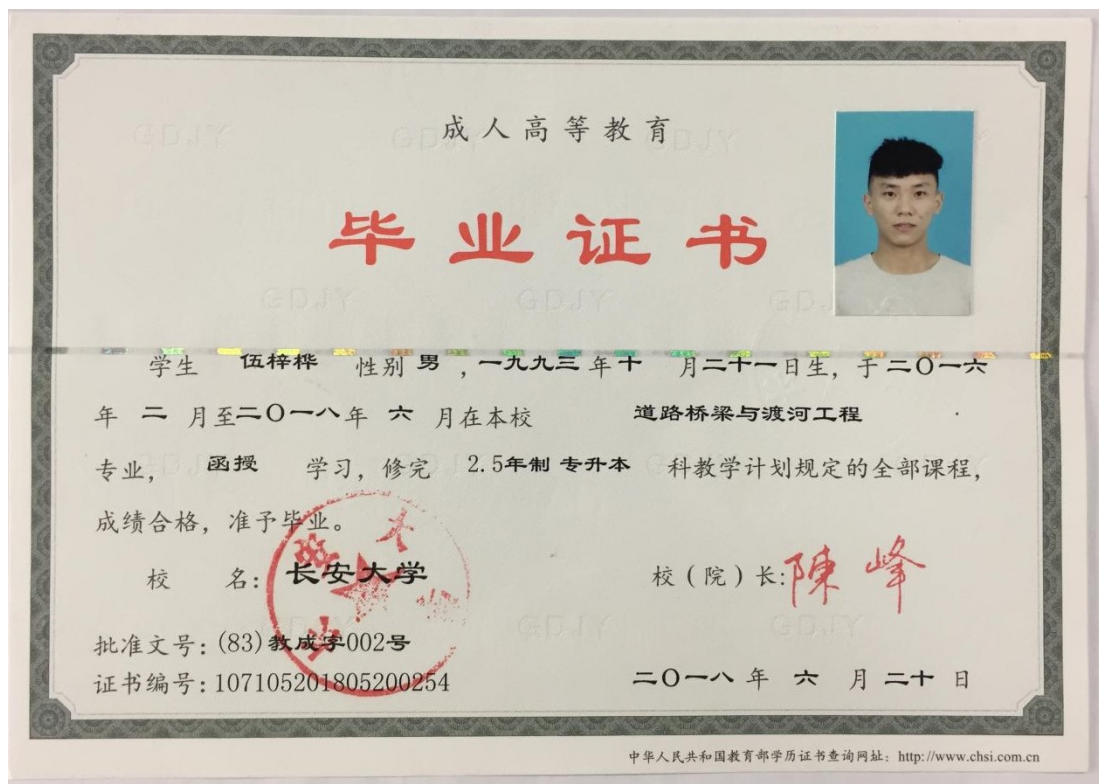 成人高等教育
毕业证书
学生 伍梓桦 性别 男 ，一九九三 年 十 月二十一日生，于 二〇一六
年 二 月至二〇一八年 六 月在本校 道路桥梁与渡河工程
专业， 函授 学习，修完 2.5年制 专升本 科教学计划规定的全部课程，
成绩合格，准予毕业。
校 名：长安大学 校（院）长：陳峰
批准文号：(83)教成字002号
证书编号：107105201805200254 二〇一八 年 六 月 二十 日
中华人民共和国教育部学历证书查询网址：http://www.chsi.com.cn